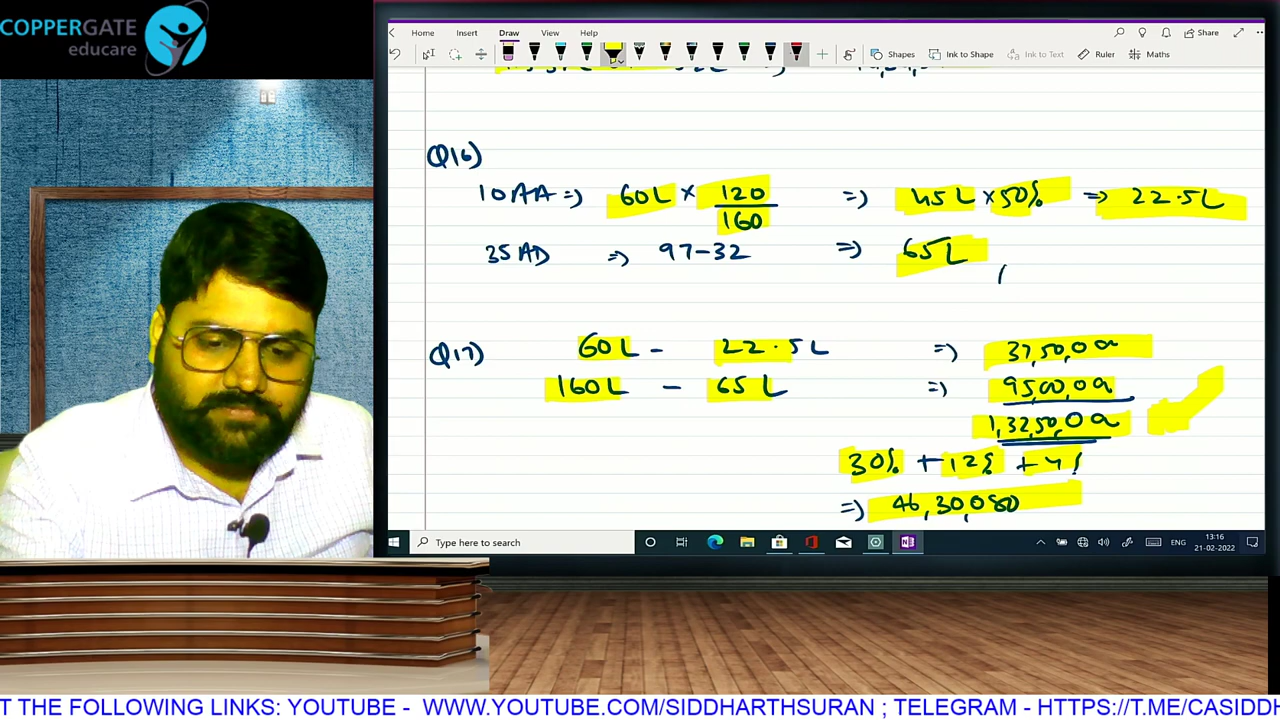 COPPERGATE
educare
Home Insert Draw View Help
Share
Shapes Ink to Shape Ink to Text Ruler Maths
Q16)
10AA => 60L × 120/160 => 45L × 50% => 22.5L
35AD => 97-32 => 65L
Q17) 60L - 22.5L => 37,50,000
160L - 65L => 95,00,000
1,32,50,000
30% + 12% + 4%
=> 46,30,080
Type here to search
ENG
13:16
21-02-2022
T THE FOLLOWING LINKS: YOUTUBE - WWW.YOUTUBE.COM/SIDDHARTHSURAN ; TELEGRAM - HTTPS://T.ME/CASIDDH